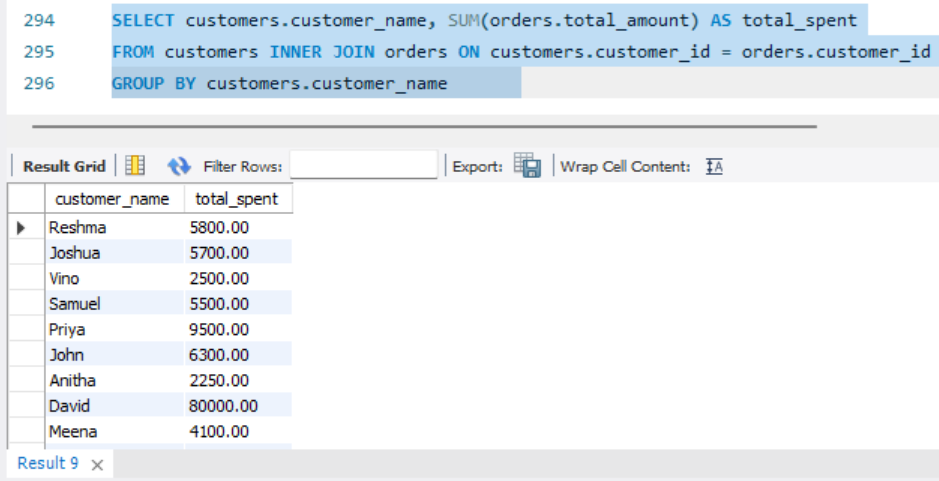 294 SELECT customers.customer_name, SUM(orders.total_amount) AS total_spent
295 FROM customers INNER JOIN orders ON customers.customer_id = orders.customer_id
296 GROUP BY customers.customer_name
Result Grid Filter Rows: Export: Wrap Cell Content: IA
customer_name total_spent
Reshma 5800.00
Joshua 5700.00
Vino 2500.00
Samuel 5500.00
Priya 9500.00
John 6300.00
Anitha 2250.00
David 80000.00
Meena 4100.00
Result 9 ×